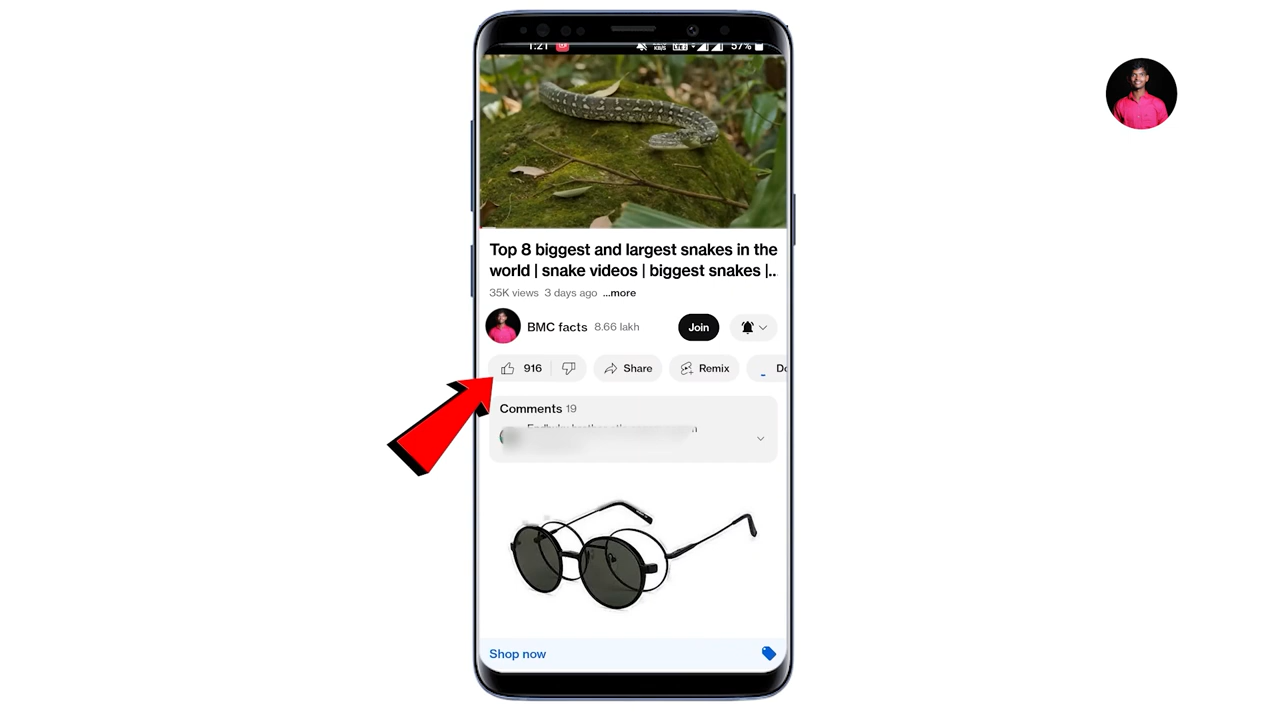 1:21
57%
Top 8 biggest and largest snakes in the
world | snake videos | biggest snakes |..
35K views 3 days ago ...more
BMC facts 8.66 lakh Join
916 Share Remix Do
Comments 19
Shop now